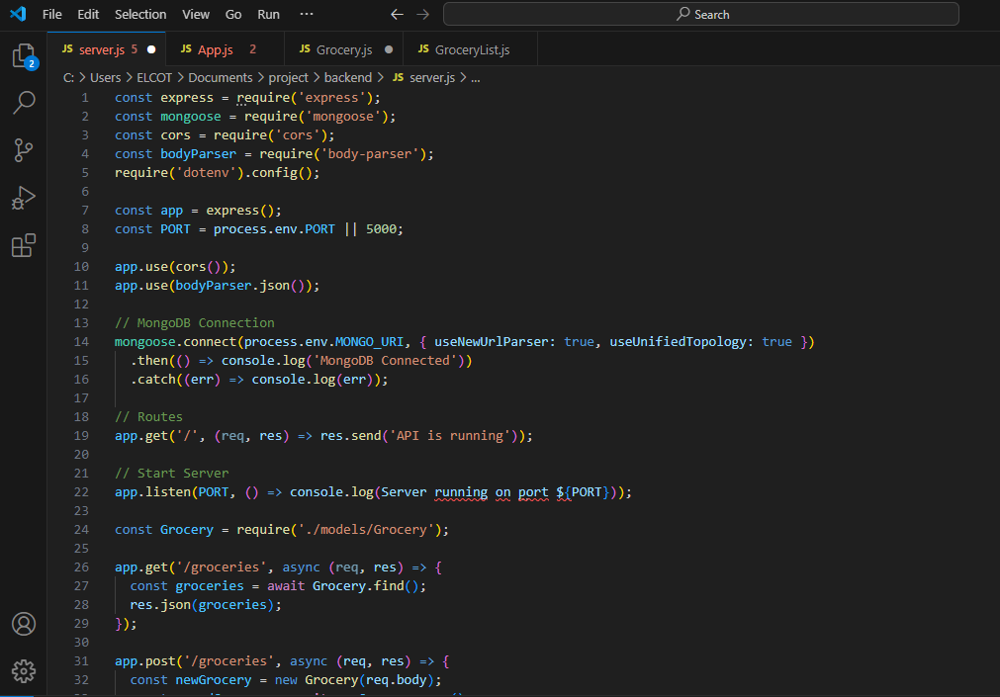 File Edit Selection View Go Run ... Search
JS server.js 5 JS App.js 2 JS Grocery.js JS GroceryList.js
2
C: > Users > ELCOT > Documents > project > backend > JS server.js > ...
1 const express = require('express');
2 const mongoose = require('mongoose');
3 const cors = require('cors');
4 const bodyParser = require('body-parser');
5 require('dotenv').config();
6
7 const app = express();
8 const PORT = process.env.PORT || 5000;
9
10 app.use(cors());
11 app.use(bodyParser.json());
12
13 // MongoDB Connection
14 mongoose.connect(process.env.MONGO_URI, { useNewUrlParser: true, useUnifiedTopology: true })
15   .then(() => console.log('MongoDB Connected'))
16   .catch((err) => console.log(err));
17
18 // Routes
19 app.get('/', (req, res) => res.send('API is running'));
20
21 // Start Server
22 app.listen(PORT, () => console.log(Server running on port ${PORT}));
23
24 const Grocery = require('./models/Grocery');
25
26 app.get('/groceries', async (req, res) => {
27   const groceries = await Grocery.find();
28   res.json(groceries);
29 });
30
31 app.post('/groceries', async (req, res) => {
32   const newGrocery = new Grocery(req.body);